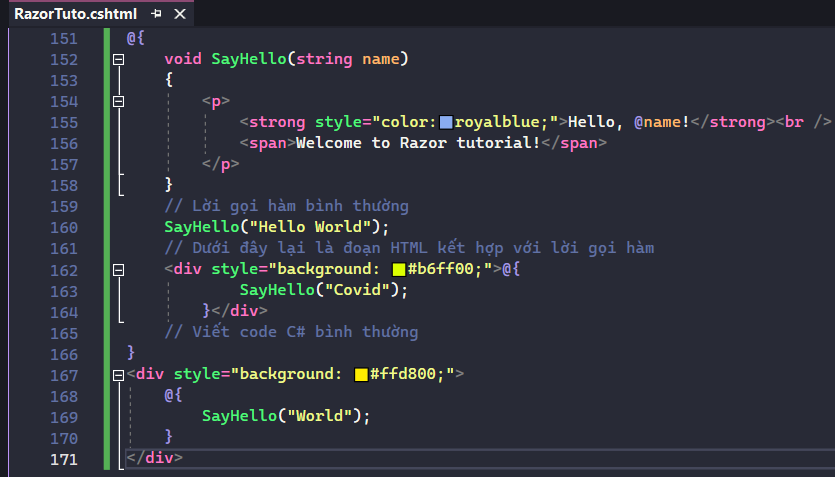 RazorTuto.cshtml
151 @{
152 void SayHello(string name)
153 {
154 <p>
155 <strong style="color:royalblue;">Hello, @name!</strong><br />
156 <span>Welcome to Razor tutorial!</span>
157 </p>
158 }
159 // Lời gọi hàm bình thường
160 SayHello("Hello World");
161 // Dưới đây lại là đoạn HTML kết hợp với lời gọi hàm
162 <div style="background: #b6ff00;">@{
163 SayHello("Covid");
164 }</div>
165 // Viết code C# bình thường
166 }
167 <div style="background: #ffd800;">
168 @{
169 SayHello("World");
170 }
171 </div>